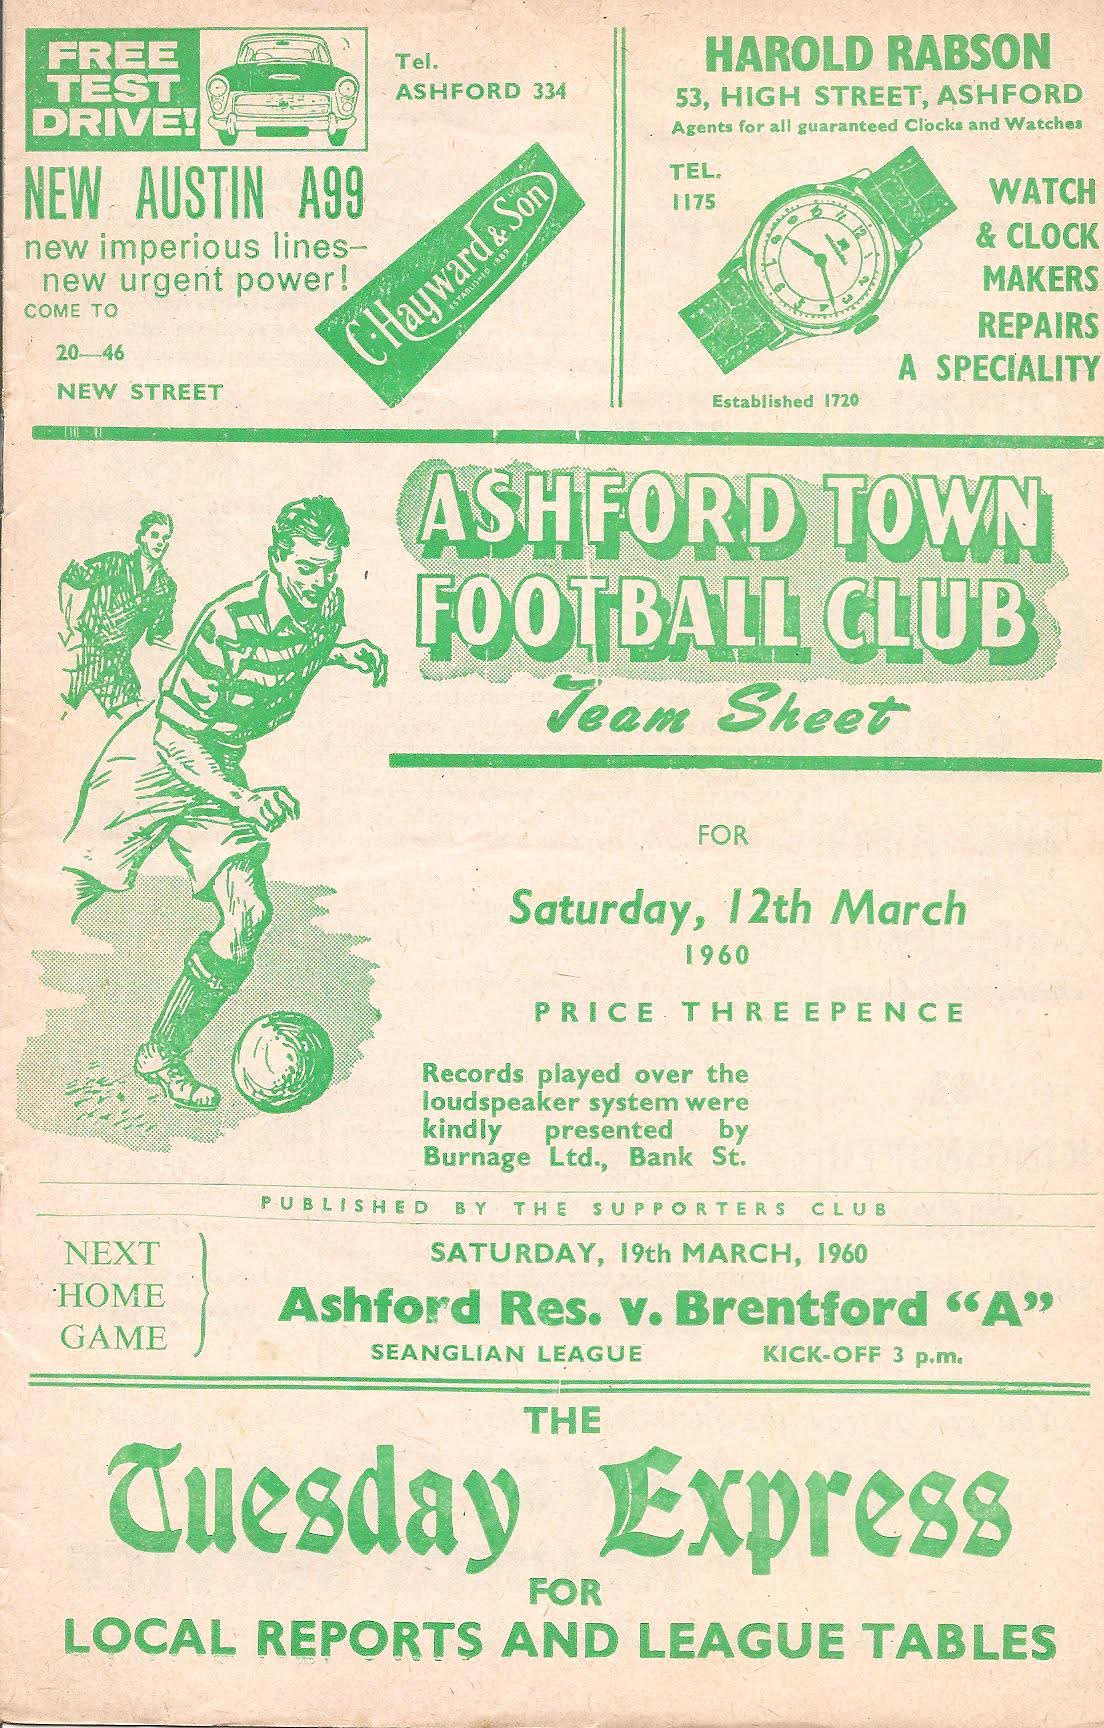 FREE
TEST
DRIVE!
NEW AUSTIN A99
new imperious lines—
new urgent power!
COME TO
20—46
NEW STREET
Tel.
ASHFORD 334
C. Hayward & Son
ESTABLISHED 1889
HAROLD RABSON
53, HIGH STREET, ASHFORD
Agents for all guaranteed Clocks and Watches
TEL.
1175
WATCH
& CLOCK
MAKERS
REPAIRS
A SPECIALITY
Established 1720
ASHFORD TOWN
FOOTBALL CLUB
Team Sheet
FOR
Saturday, 12th March
1960
PRICE THREEPENCE
Records played over the
loudspeaker system were
kindly presented by
Burnage Ltd., Bank St.
PUBLISHED BY THE SUPPORTERS CLUB
NEXT
HOME
GAME
SATURDAY, 19th MARCH, 1960
Ashford Res. v. Brentford “A”
SEANGLIAN LEAGUE KICK-OFF 3 p.m.
THE
Tuesday Express
FOR
LOCAL REPORTS AND LEAGUE TABLES